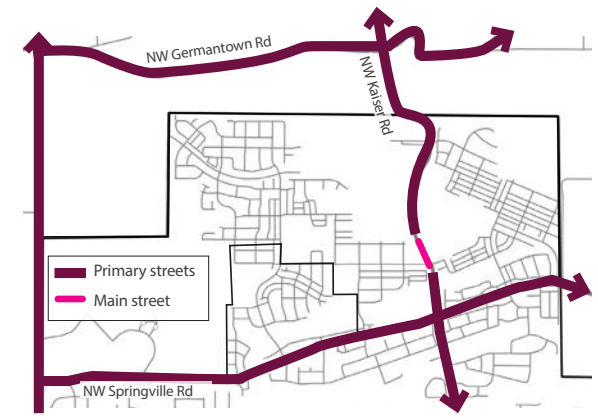 NW Germantown Rd
NW Kaiser Rd
Primary streets
Main street
NW Springville Rd